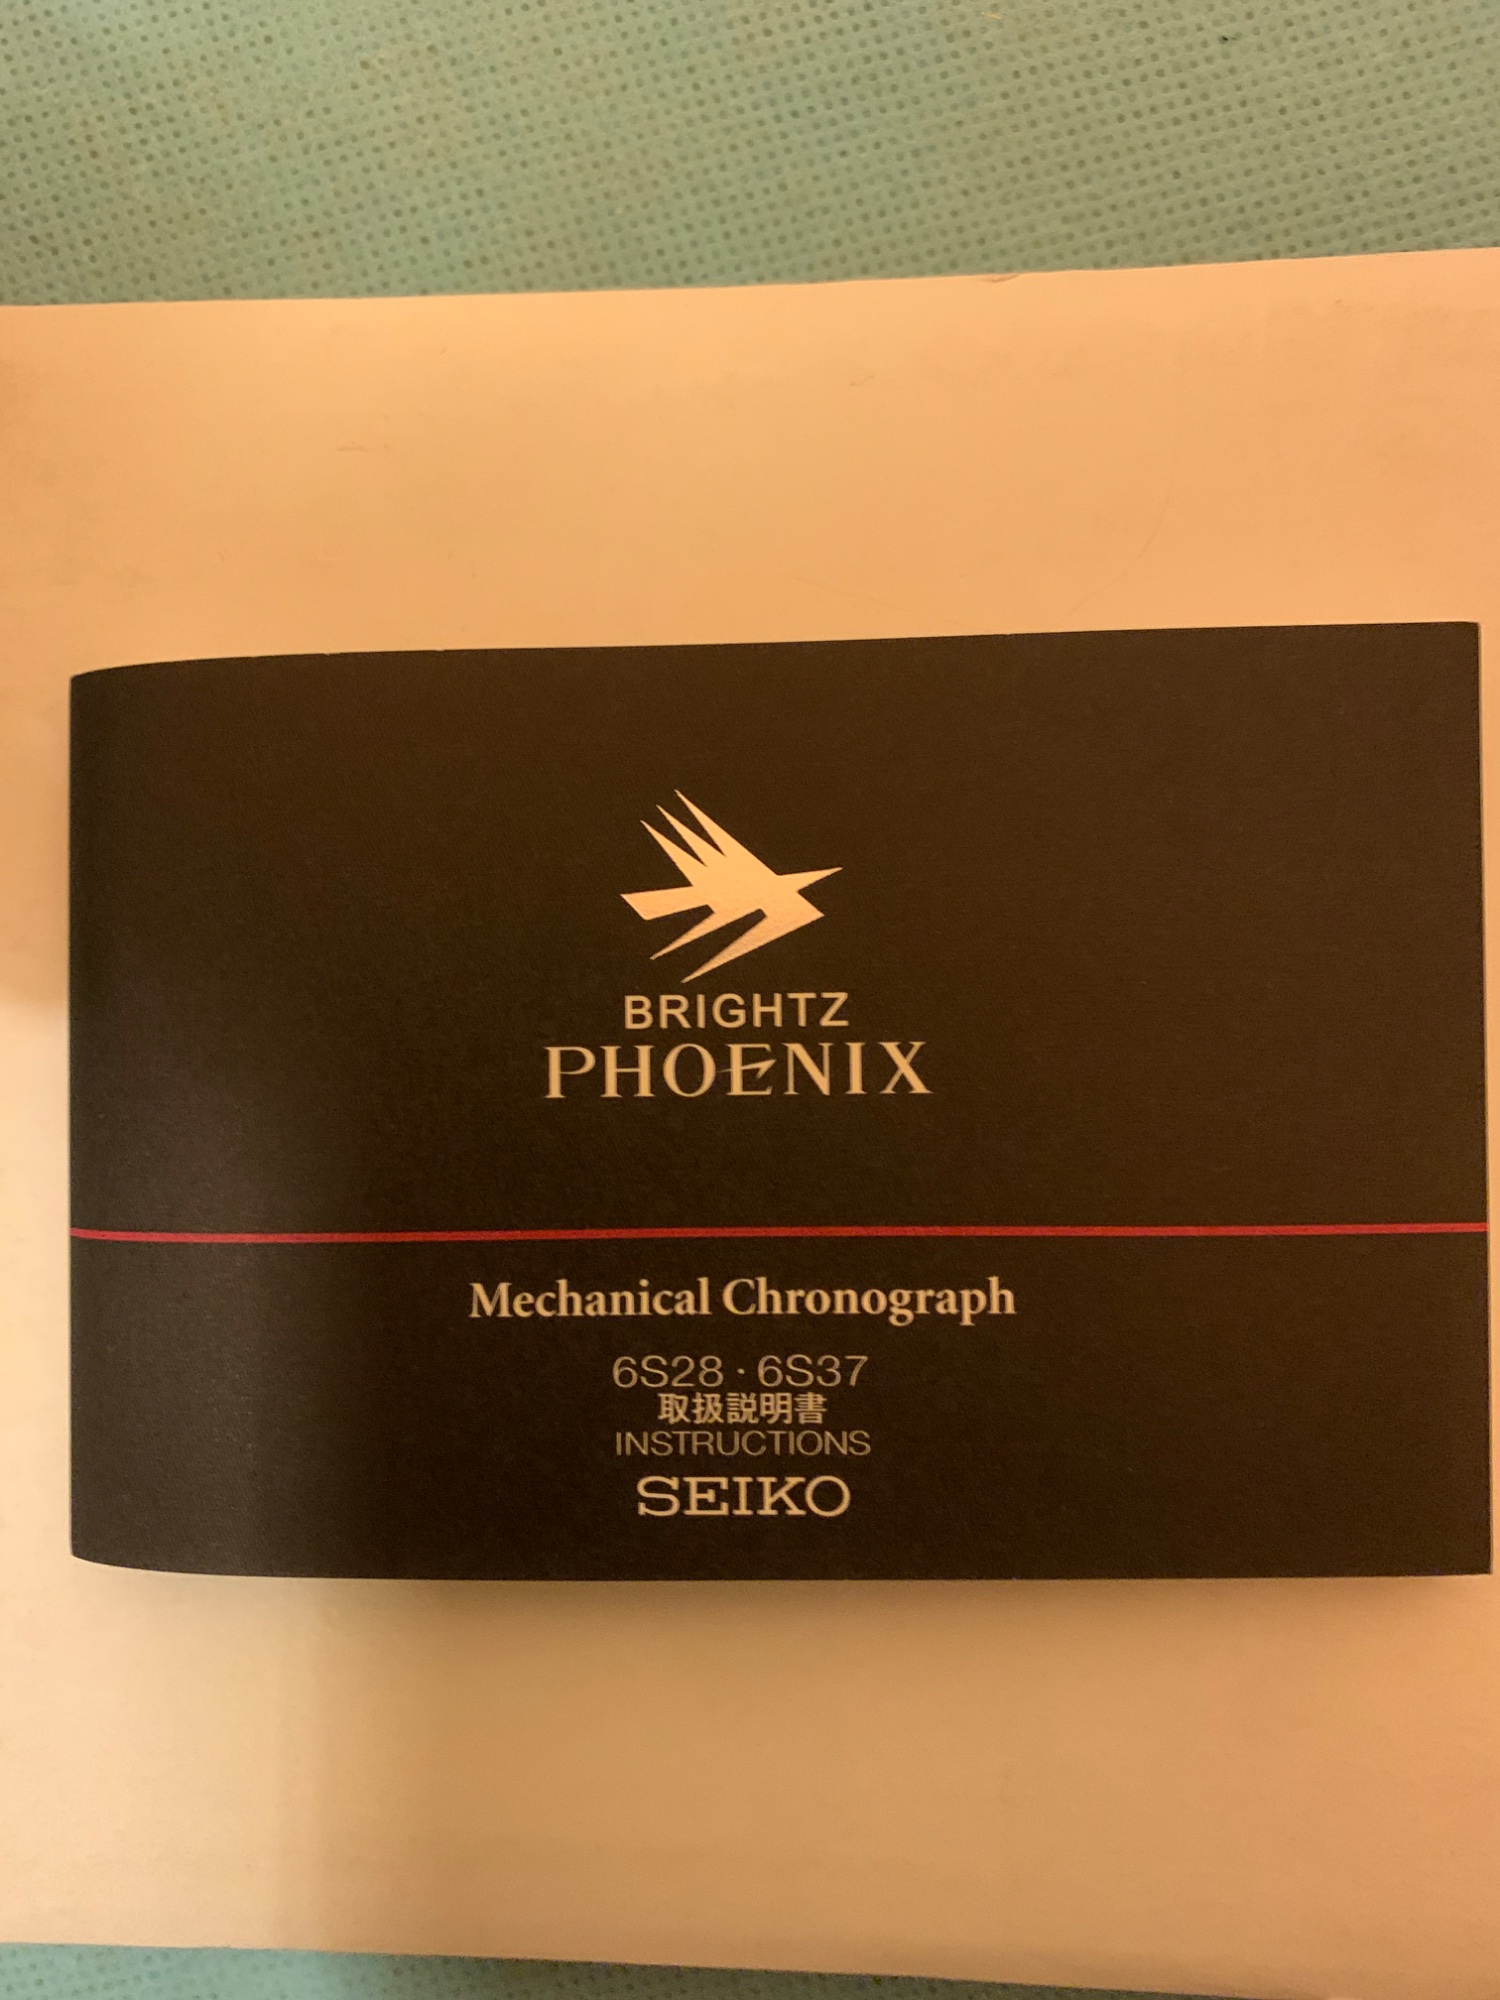 BRIGHTZ
PHOENIX
Mechanical Chronograph
6S28・6S37
取扱説明書
INSTRUCTIONS
SEIKO